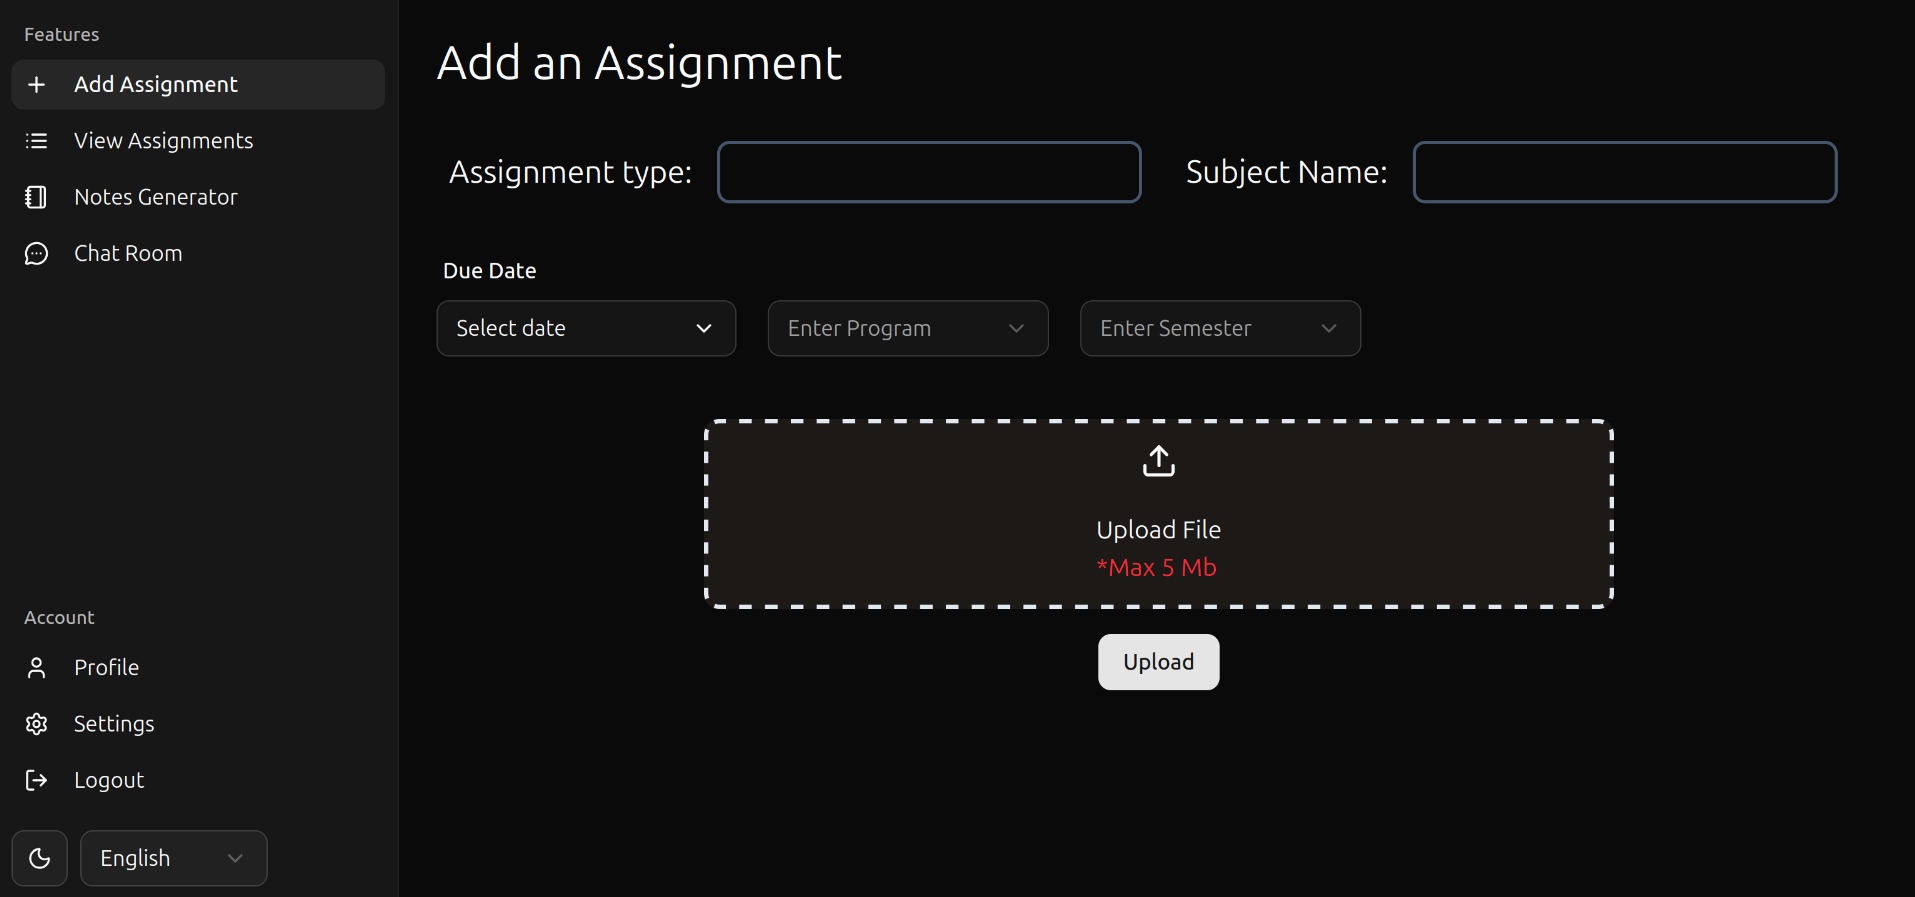 Features
Add Assignment
View Assignments
Notes Generator
Chat Room
Account
Profile
Settings
Logout
English
Add an Assignment
Assignment type:
Subject Name:
Due Date
Select date
Enter Program
Enter Semester
Upload File
*Max 5 Mb
Upload